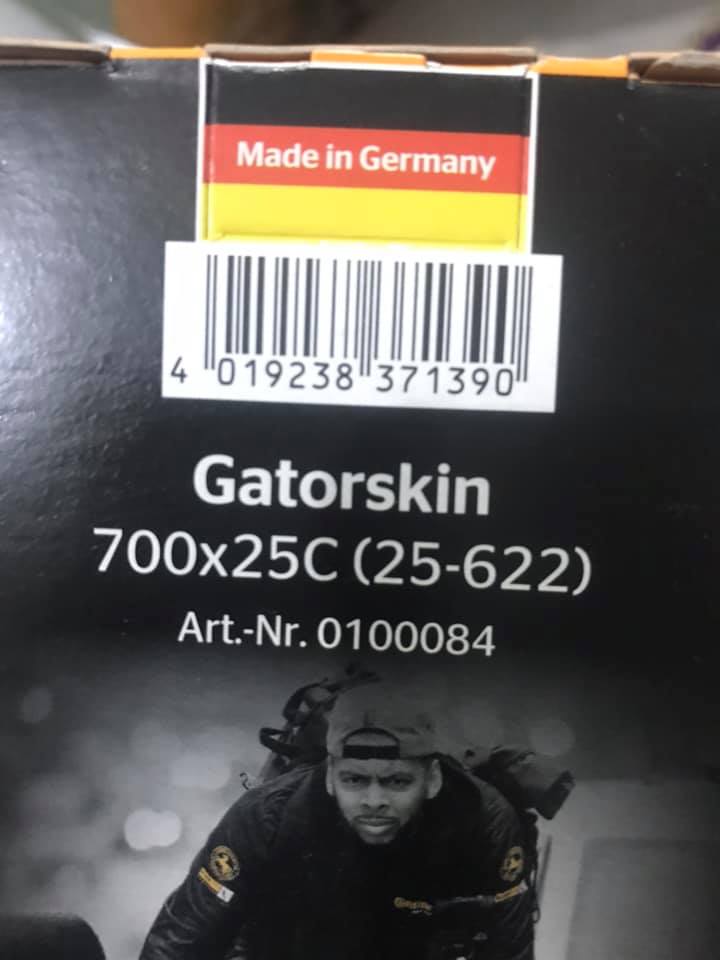 Made in Germany
4 019238 371390
Gatorskin
700x25C (25-622)
Art.-Nr. 0100084